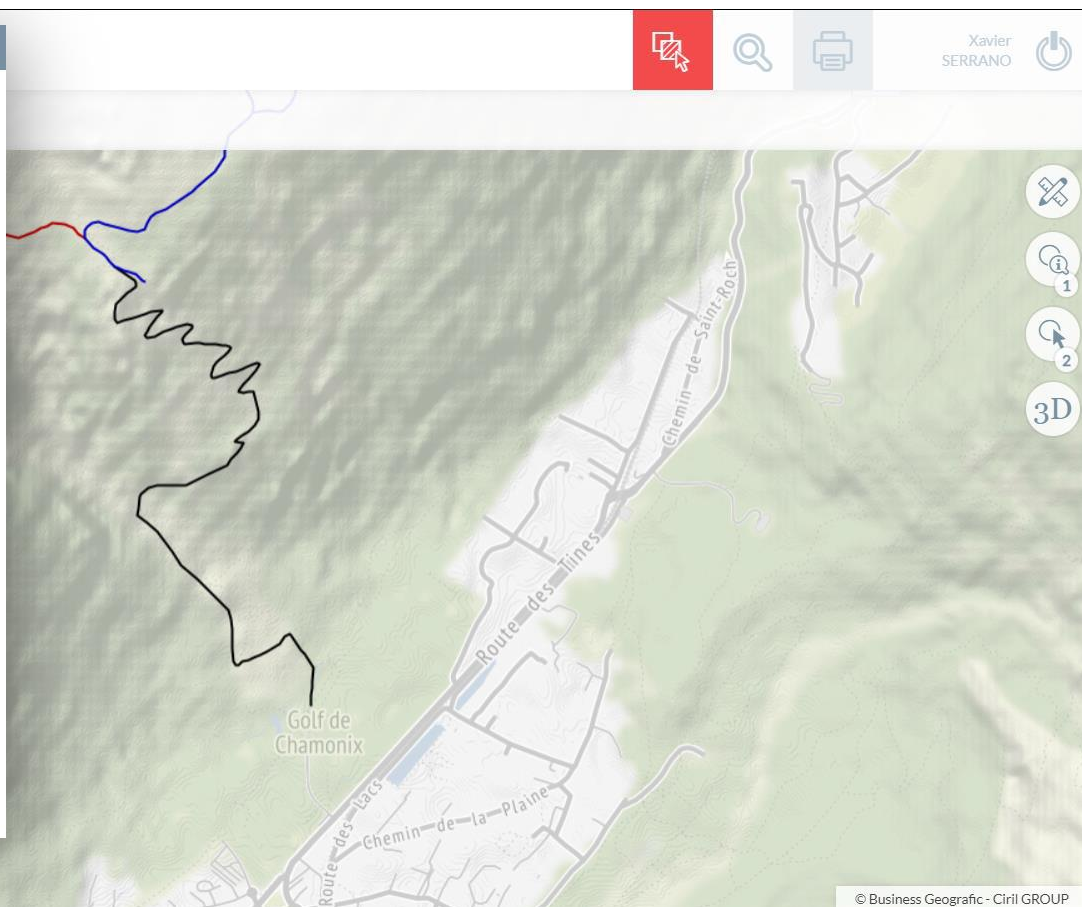 Xavier
SERRANO
1
2
3D
Chemin-de-Saint-Roch
Route des Tines
Golf de
Chamonix
Route des Lacs
Chemin-de-la-Plaine
© Business Geografic - Ciril GROUP